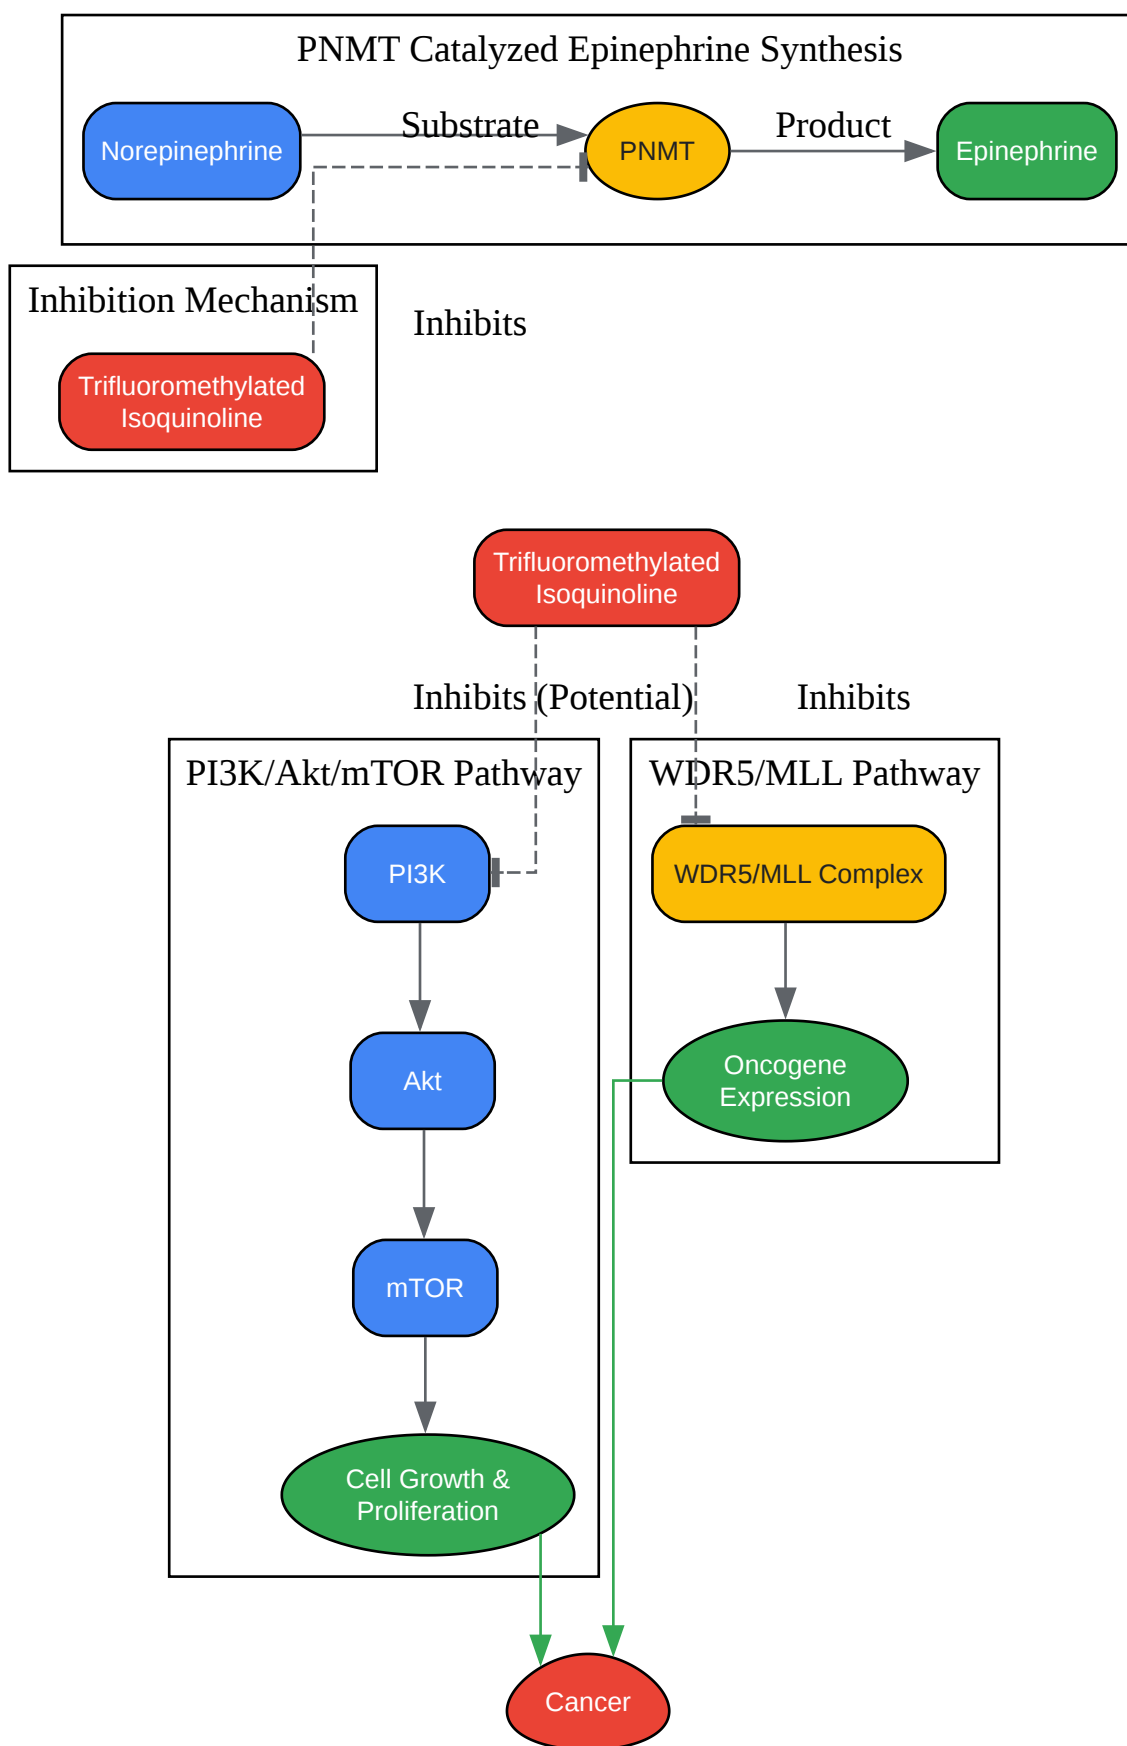 PNMT Catalyzed Epinephrine Synthesis
Norepinephrine
Substrate
PNMT
Product
Epinephrine
Inhibition Mechanism
Inhibits
Trifluoromethylated
Isoquinoline
Trifluoromethylated
Isoquinoline
Inhibits (Potential)
Inhibits
PI3K/Akt/mTOR Pathway
PI3K
Akt
mTOR
Cell Growth &
Proliferation
WDR5/MLL Pathway
WDR5/MLL Complex
Oncogene
Expression
Cancer